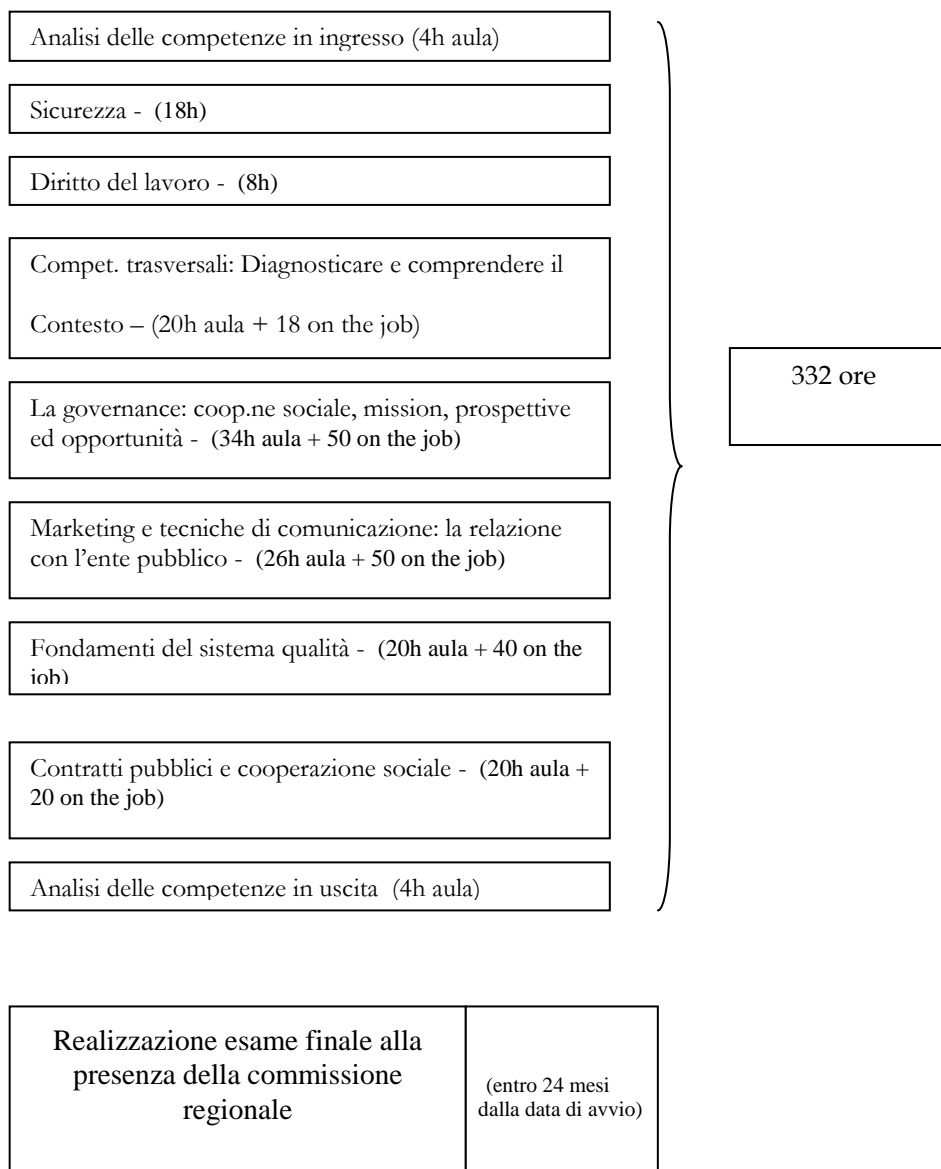 Analisi delle competenze in ingresso (4h aula)
Sicurezza - (18h)
Diritto del lavoro - (8h)
Compet. trasversali: Diagnosticare e comprendere il
Contesto – (20h aula + 18 on the job)
332 ore
La governance: coop.ne sociale, mission, prospettive
ed opportunità - (34h aula + 50 on the job)
Marketing e tecniche di comunicazione: la relazione
con l'ente pubblico - (26h aula + 50 on the job)
Fondamenti del sistema qualità - (20h aula + 40 on the
job)
Contratti pubblici e cooperazione sociale - (20h aula +
20 on the job)
Analisi delle competenze in uscita (4h aula)
Realizzazione esame finale alla
presenza della commissione
regionale
(entro 24 mesi
dalla data di avvio)